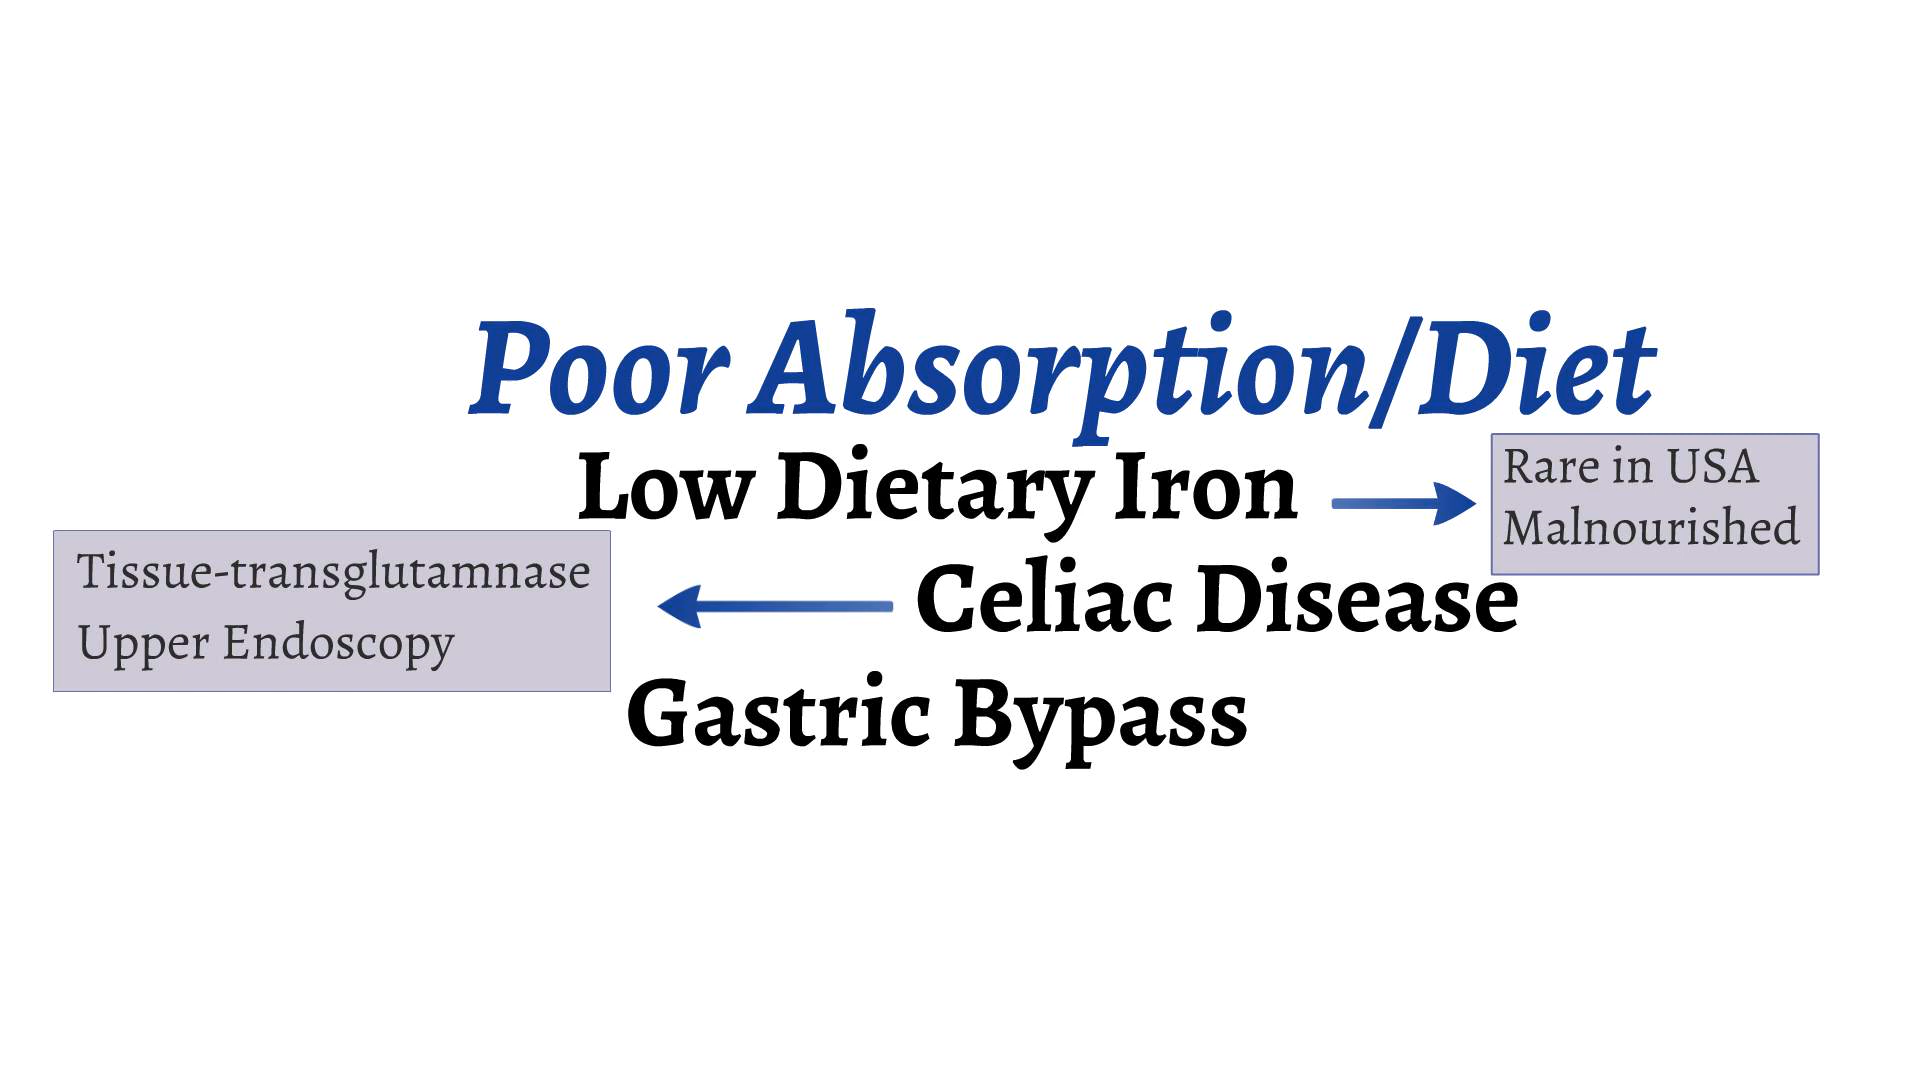 Poor Absorption/Diet
Low Dietary Iron
Rare in USA
Malnourished
Celiac Disease
Tissue-transglutamnase
Upper Endoscopy
Gastric Bypass